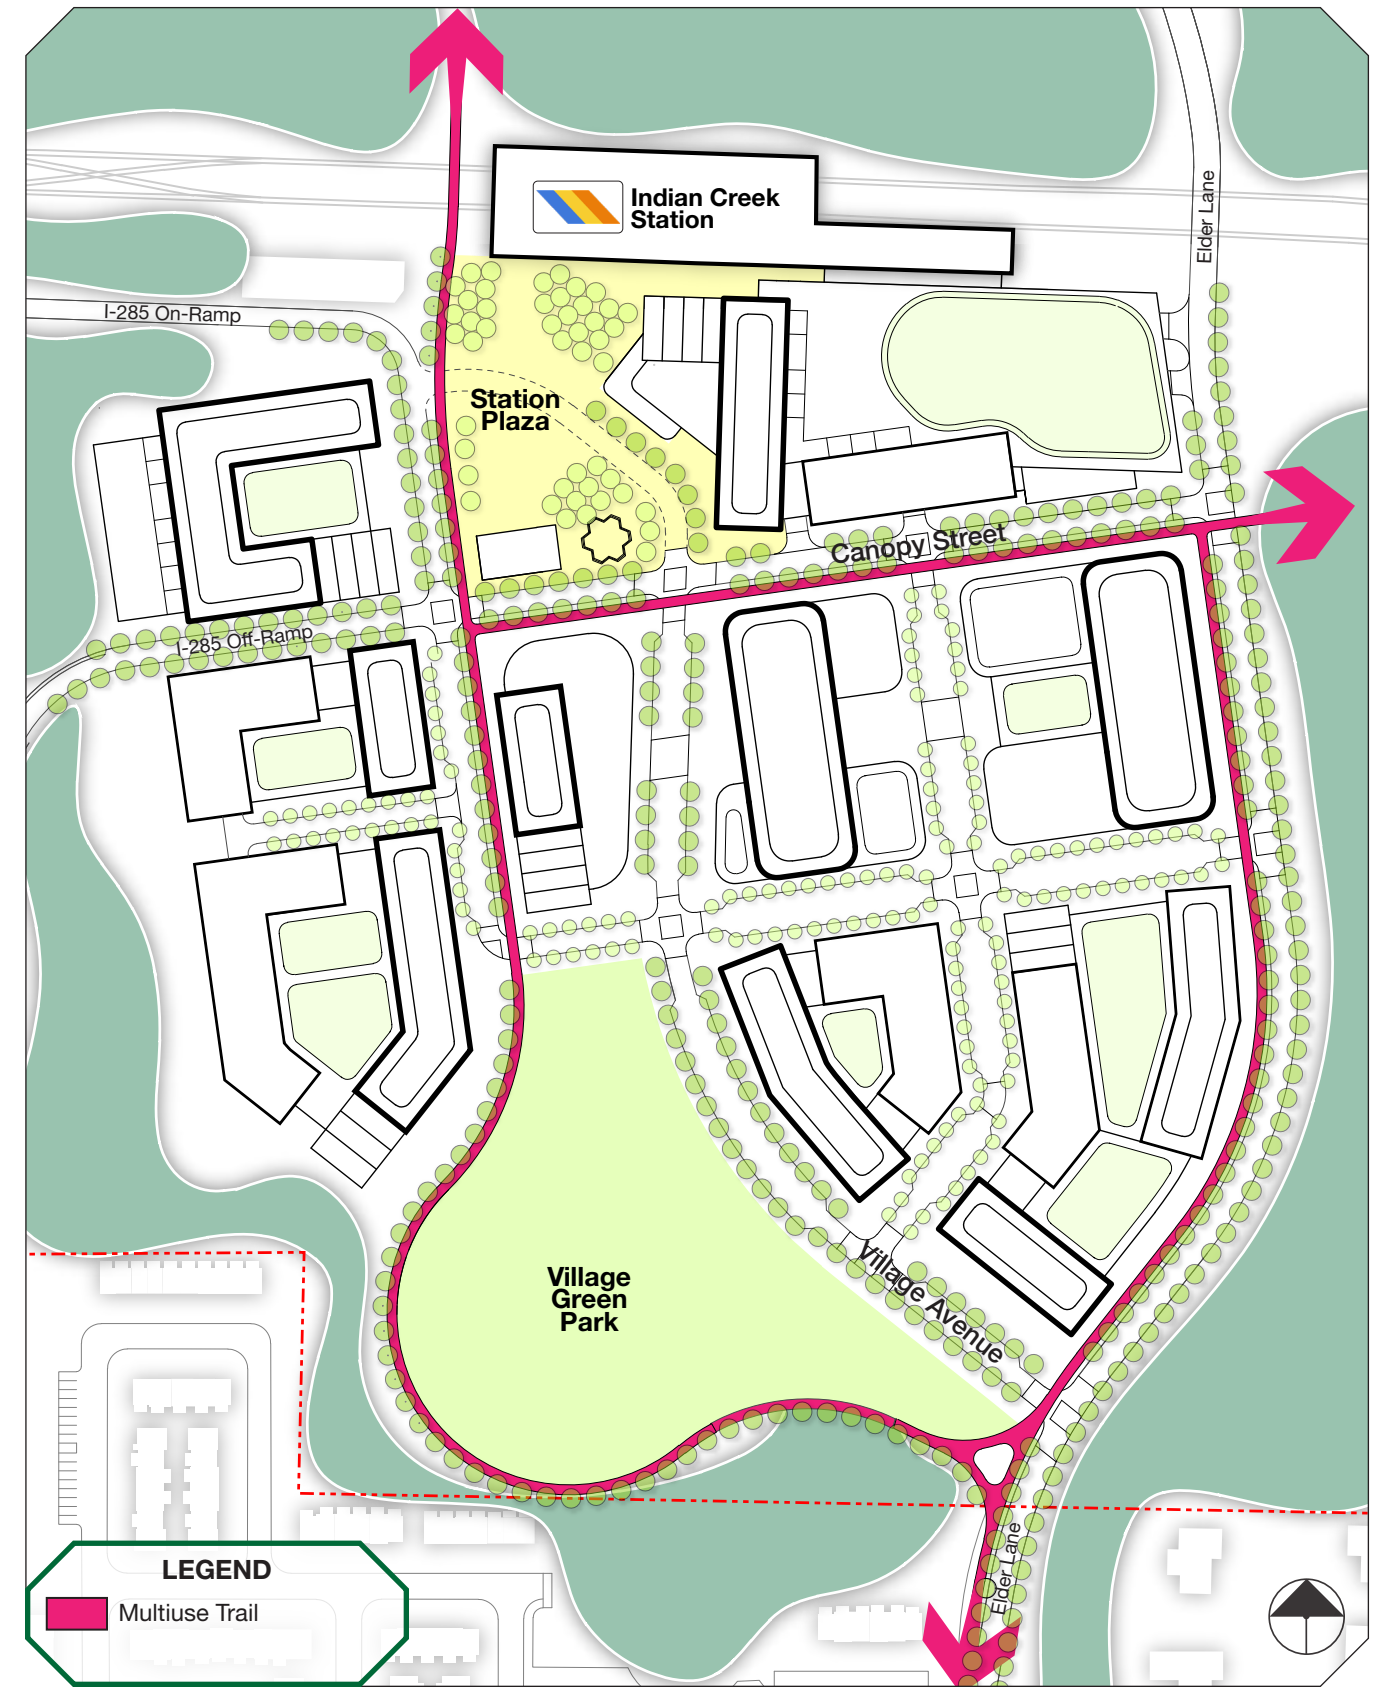 Indian Creek
Station
Elder Lane
I-285 On-Ramp
Station
Plaza
Canopy Street
I-285 Off-Ramp
Village Avenue
Village
Green
Park
Elder Lane
LEGEND
Multiuse Trail